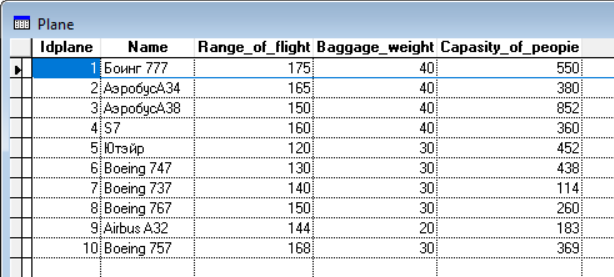 Plane
Idplane Name Range_of_flight Baggage_weight Capasity_of_peopie
1 Боинг 777 175 40 550
2 АэробусА34 165 40 380
3 АэробусА38 150 40 852
4 S7 160 40 360
5 Ютэйр 120 30 452
6 Boeing 747 130 30 438
7 Boeing 737 140 30 114
8 Boeing 767 150 30 260
9 Airbus A32 144 20 183
10 Boeing 757 168 30 369